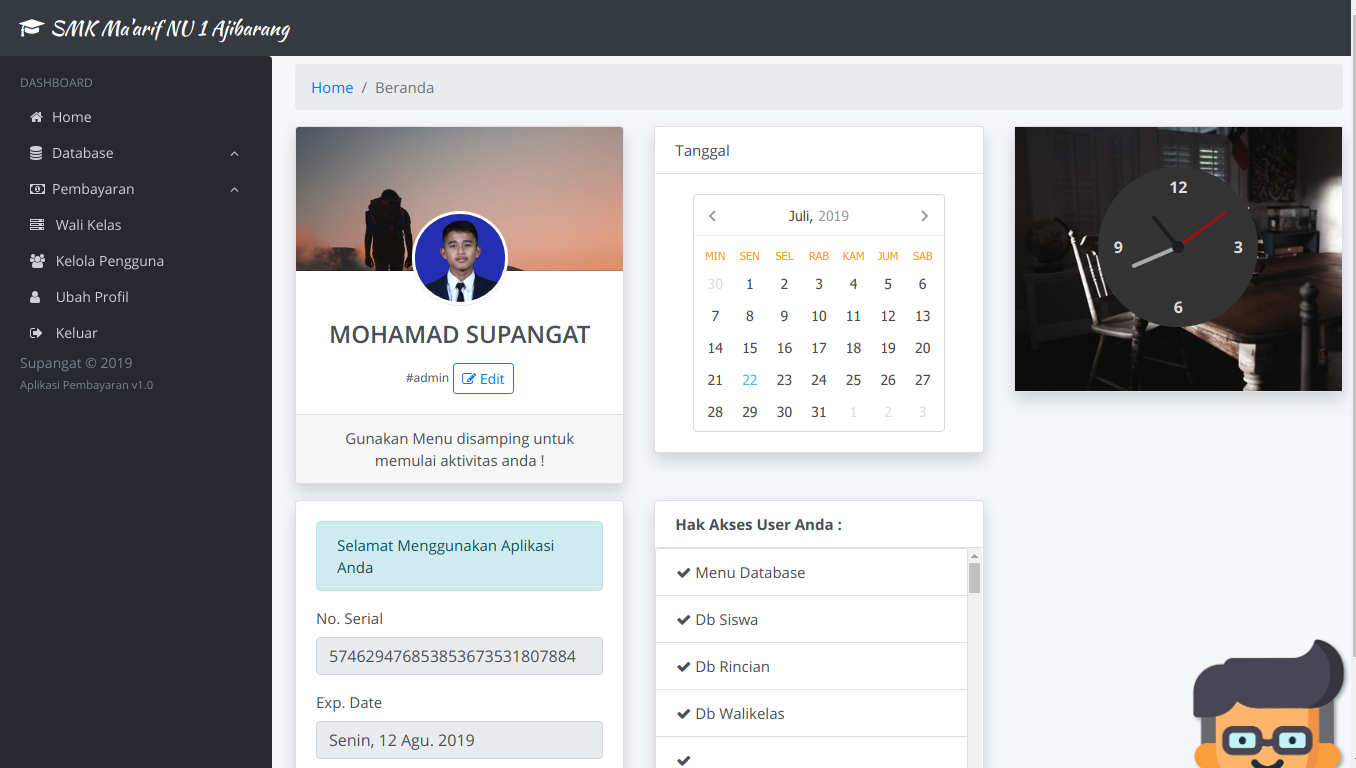 SMK Ma'arif NU 1 Ajibarang
DASHBOARD
Home
Database
Pembayaran
Wali Kelas
Kelola Pengguna
Ubah Profil
Keluar
Supangat © 2019
Aplikasi Pembayaran v1.0
Home / Beranda
MOHAMAD SUPANGAT
#admin Edit
Gunakan Menu disamping untuk
memulai aktivitas anda !
Tanggal
Juli, 2019
MIN SEN SEL RAB KAM JUM SAB
30 1 2 3 4 5 6
7 8 9 10 11 12 13
14 15 16 17 18 19 20
21 22 23 24 25 26 27
28 29 30 31 1 2 3
12
9 3
6
Selamat Menggunakan Aplikasi
Anda
No. Serial
574629476853853673531807884
Exp. Date
Senin, 12 Agu. 2019
Hak Akses User Anda :
Menu Database
Db Siswa
Db Rincian
Db Walikelas